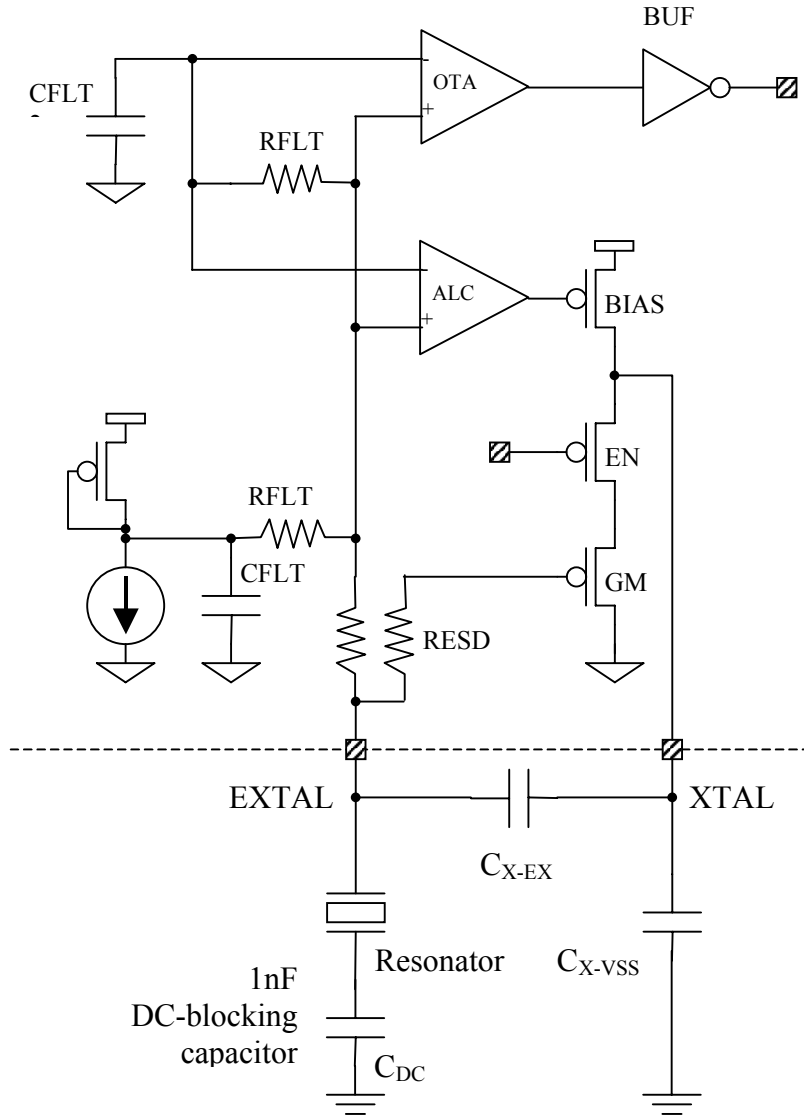 BUF
-
OTA
+
CFLT
RFLT
-
ALC
+
BIAS
EN
RFLT
CFLT
GM
RESD
EXTAL
XTAL
CX-EX
Resonator
CX-VSS
1nF
DC-blocking
capacitor
CDC